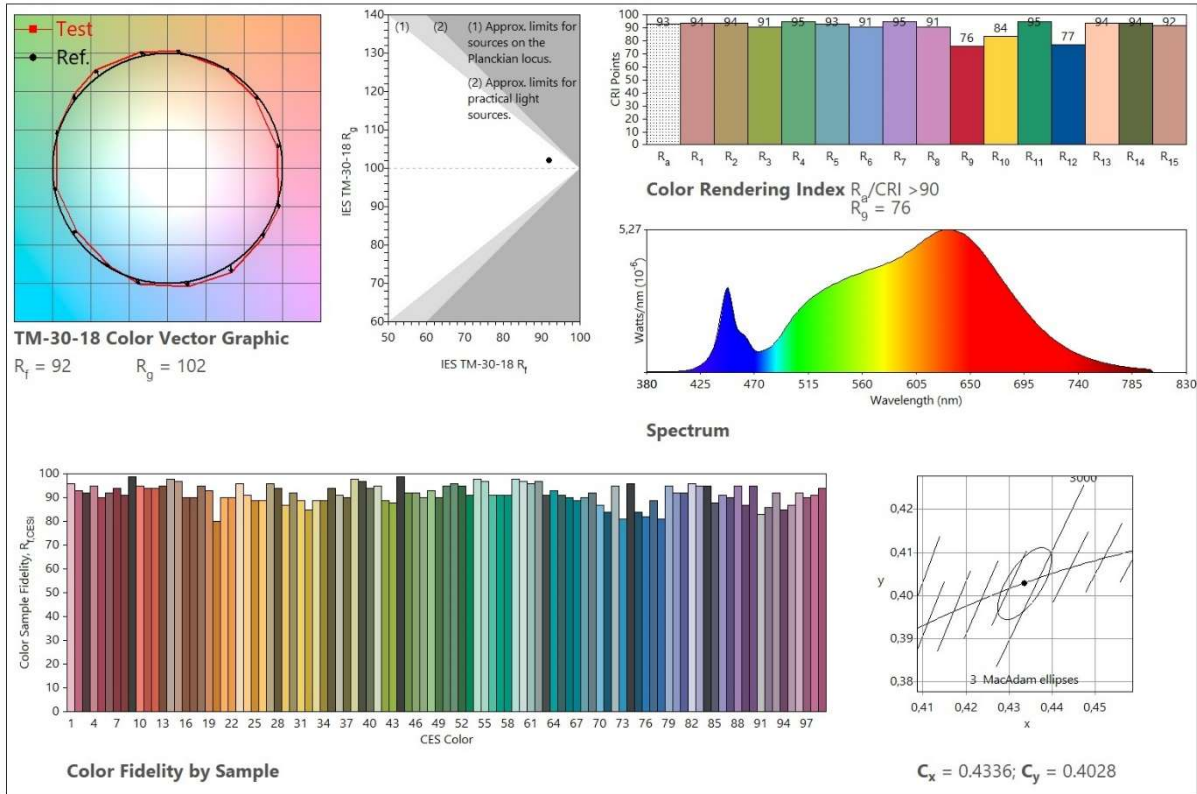 Test
Ref.
TM-30-18 Color Vector Graphic
Rf = 92 Rg = 102
IES TM-30-18 Rg
140
130
120
110
100
90
80
70
60
(1) (2) (1) Approx. limits for
sources on the
Planckian locus.
(2) Approx. limits for
practical light
sources.
50 60 70 80 90 100
IES TM-30-18 Rf
CRI Points
100
90
80
70
60
50
40
30
20
10
0
93 94 94 91 95 93 91 95 91 76 84 95 77 94 94 92
Ra R1 R2 R3 R4 R5 R6 R7 R8 R9 R10 R11 R12 R13 R14 R15
Color Rendering Index Ra/CRI >90
R9 = 76
5,27
Watts/nm (10-6)
380 425 470 515 560 605 650 695 740 785 830
Wavelength (nm)
Spectrum
Color Sample Fidelity, Rf,CESi
100
90
80
70
60
50
40
30
20
10
0
1 4 7 10 13 16 19 22 25 28 31 34 37 40 43 46 49 52 55 58 61 64 67 70 73 76 79 82 85 88 91 94 97
CES Color
Color Fidelity by Sample
3000
0,42
0,41
y
0,40
0,39
0,38
3 MacAdam ellipses
0,41 0,42 0,43 0,44 0,45
x
Cx = 0.4336; Cy = 0.4028